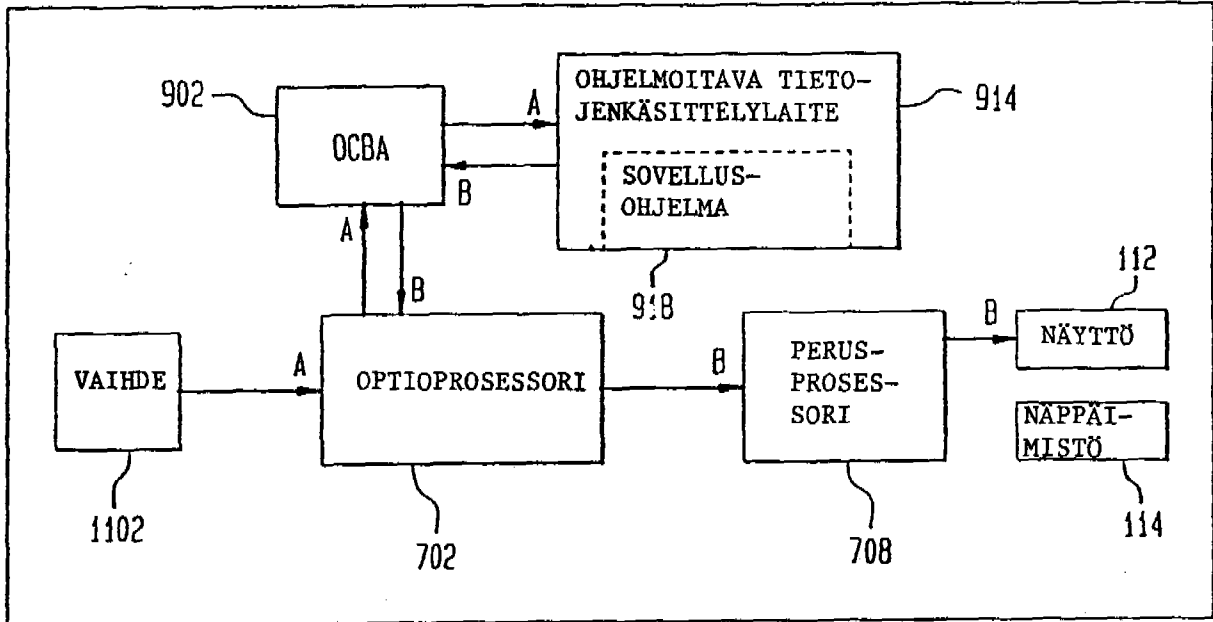 902
OCBA
A
B
A
B
OHJELMOITAVA TIETO-
JENKÄSITTELYLAITE
SOVELLUS-
OHJELMA
914
918
112
VAIHDE
A
OPTIOPROSESSORI
B
PERUS-
PROSES-
SORI
B
NÄYTTÖ
NÄPPÄI-
MISTÖ
1102
702
708
114